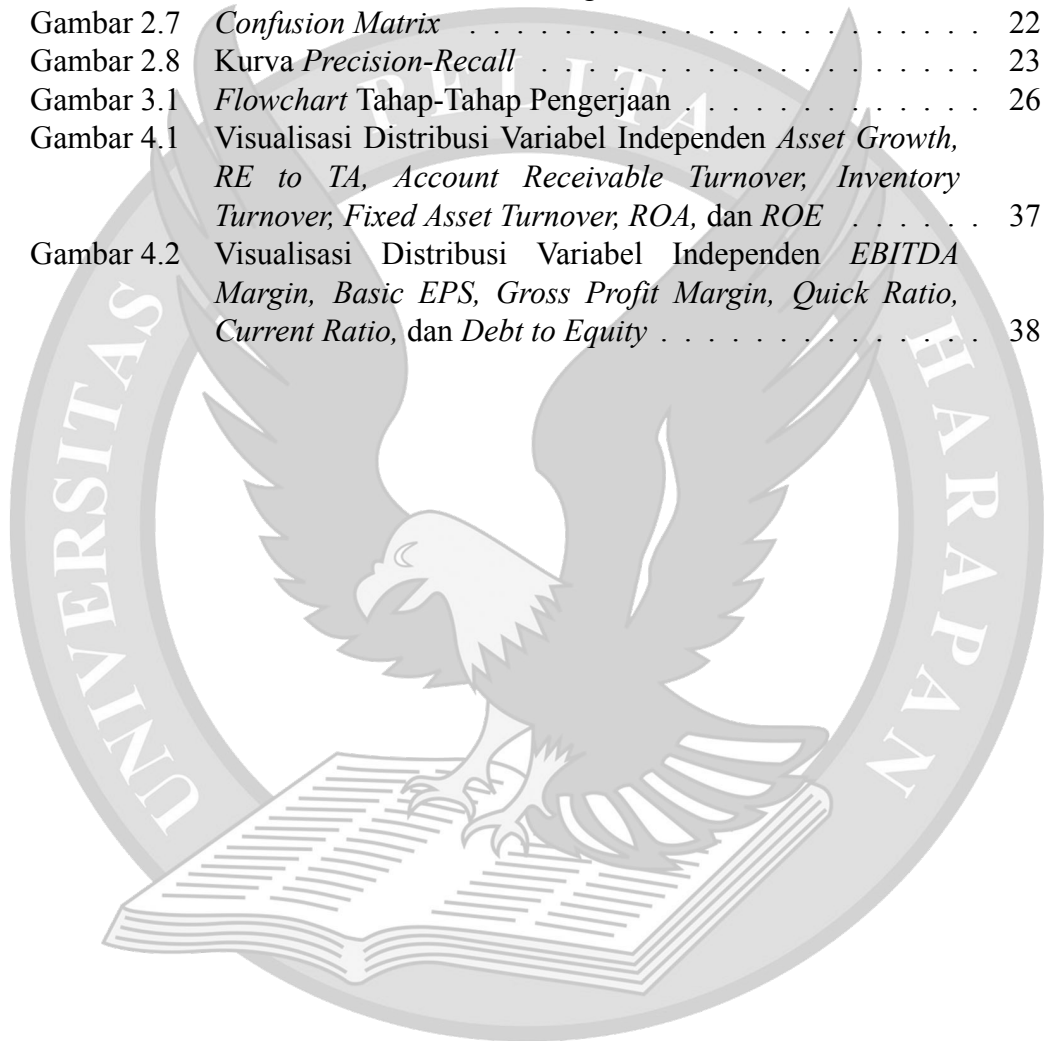 Gambar 2.7 Confusion Matrix . . . . . . . . . . . . . . . . . . . . . . . 22
Gambar 2.8 Kurva Precision-Recall . . . . . . . . . . . . . . . . . . . . 23
Gambar 3.1 Flowchart Tahap-Tahap Pengerjaan . . . . . . . . . . . . . 26
Gambar 4.1 Visualisasi Distribusi Variabel Independen Asset Growth,
RE to TA, Account Receivable Turnover, Inventory
Turnover, Fixed Asset Turnover, ROA, dan ROE . . . . . . 37
Gambar 4.2 Visualisasi Distribusi Variabel Independen EBITDA
Margin, Basic EPS, Gross Profit Margin, Quick Ratio,
Current Ratio, dan Debt to Equity . . . . . . . . . . . . . . 38
UNIVERSITAS PELITA HARAPAN